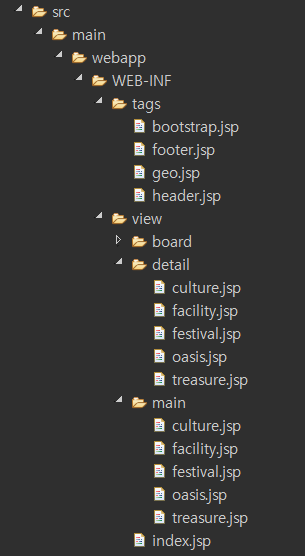 src
main
webapp
WEB-INF
tags
bootstrap.jsp
footer.jsp
geo.jsp
header.jsp
view
board
detail
culture.jsp
facility.jsp
festival.jsp
oasis.jsp
treasure.jsp
main
culture.jsp
facility.jsp
festival.jsp
oasis.jsp
treasure.jsp
index.jsp